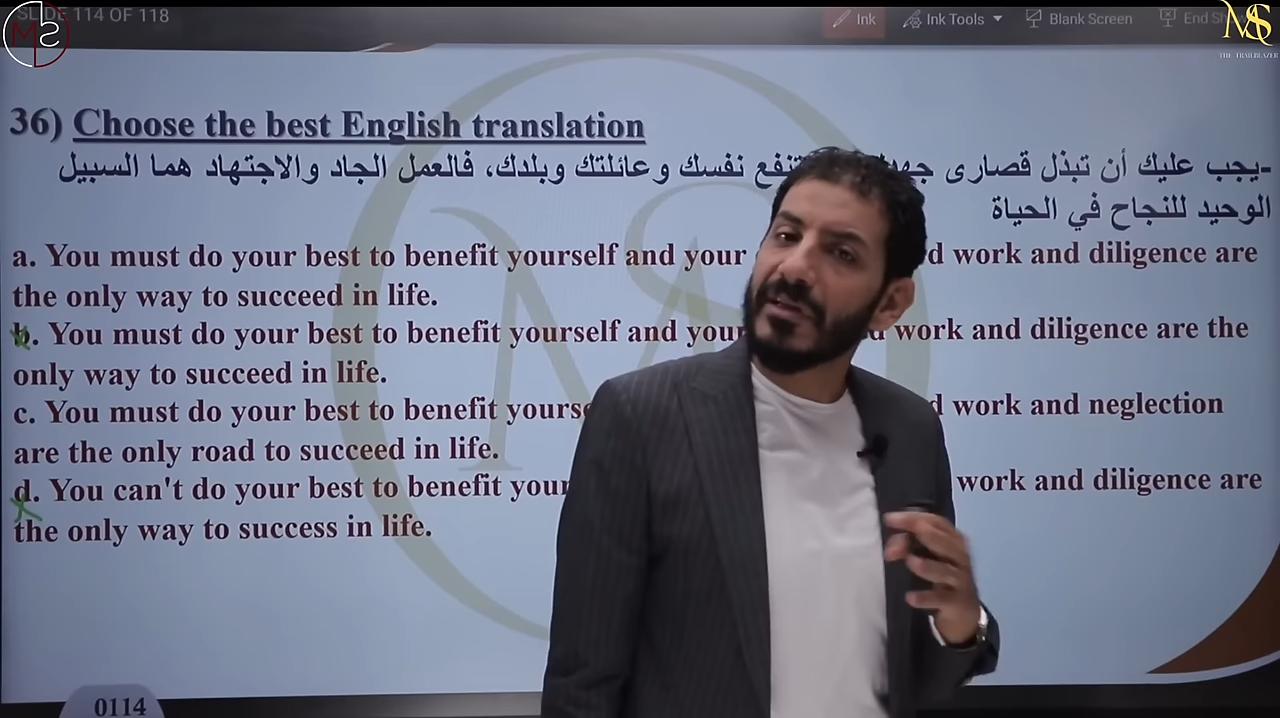 SLIDE 114 OF 118
Ink
Ink Tools
Blank Screen
End
MS
MS
THE TRAILBLAZER
36) Choose the best English translation
-يجب عليك أن تبذل قصارى نفسك وعائلتك وبلدك، فالعمل الجاد والاجتهاد هما السبيل
الوحيد للنجاح في الحياة
a. You must do your best to benefit yourself and your work and diligence are
the only way to succeed in life.
b. You must do your best to benefit yourself and work and diligence are the
only way to succeed in life.
c. You must do your best to benefit work and neglection
are the only road to succeed in life.
d. You can't do your best to benefit work and diligence are
the only way to success in life.
0114